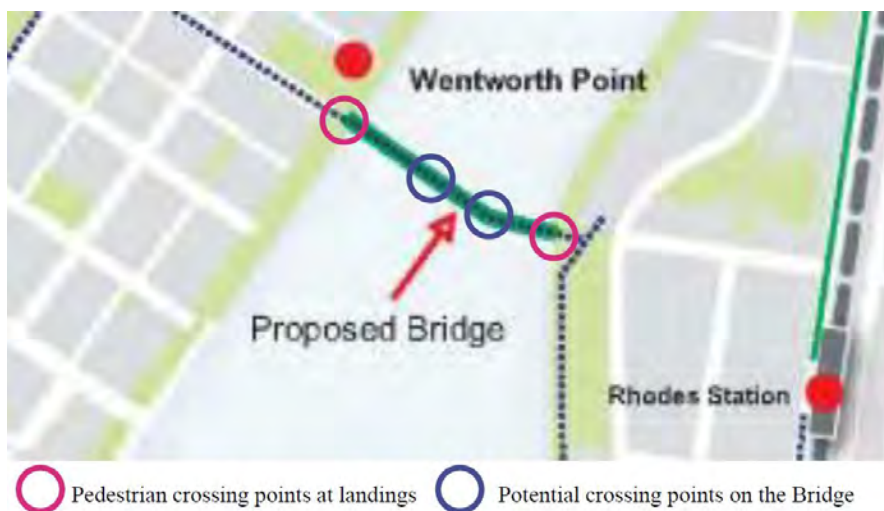 Wentworth Point
Proposed Bridge
Rhodes Station
Pedestrian crossing points at landings
Potential crossing points on the Bridge